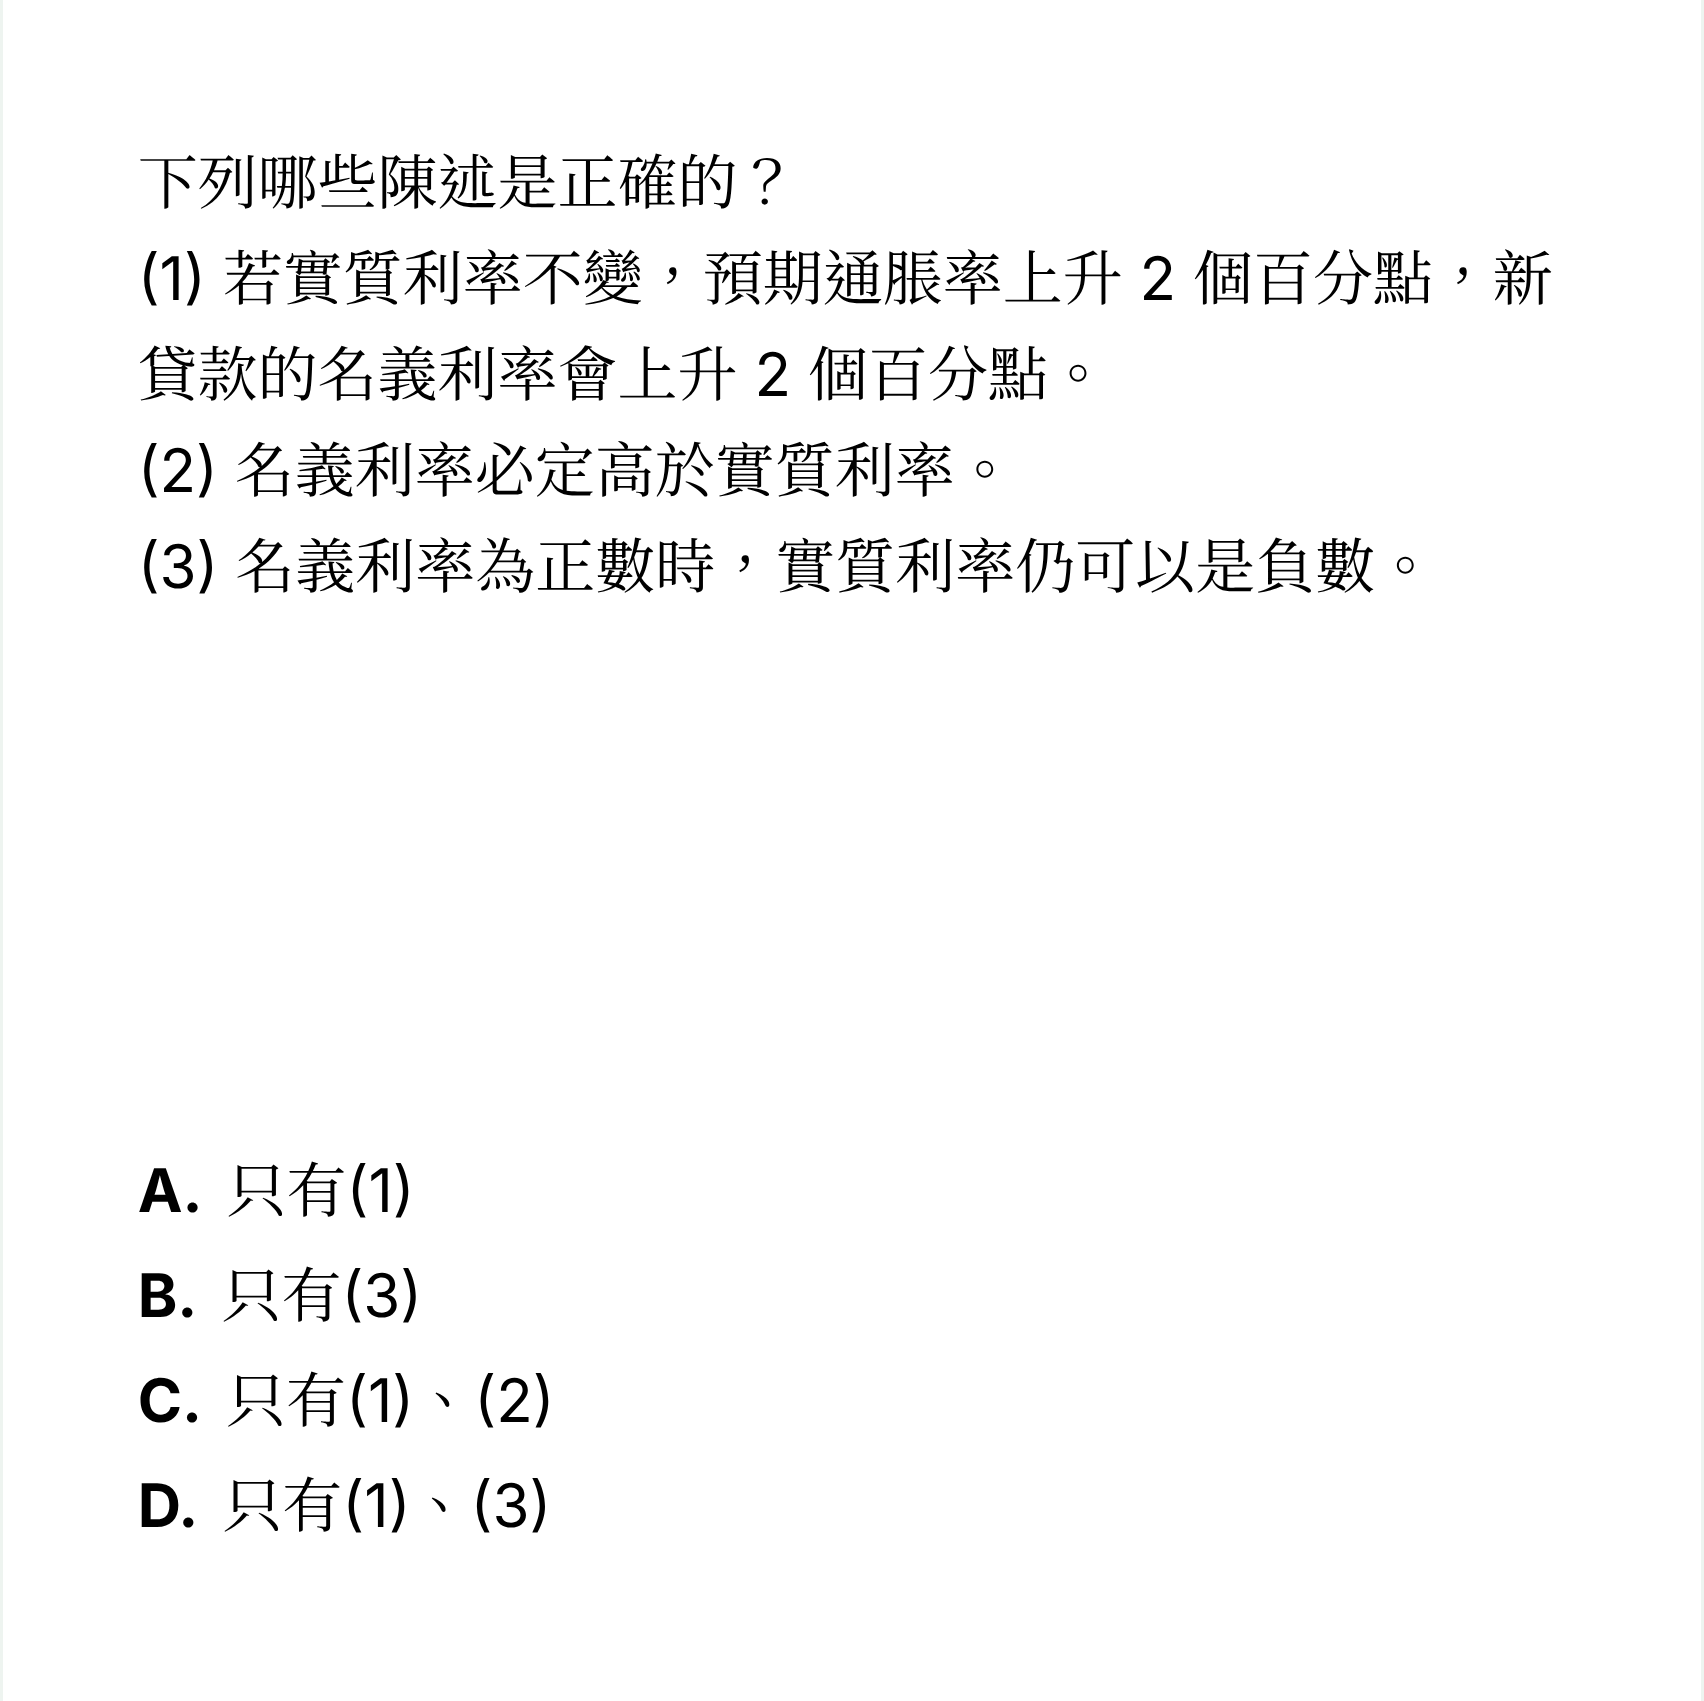 下列哪些陳述是正確的？
(1) 若實質利率不變，預期通脹率上升 2 個百分點，新
貸款的名義利率會上升 2 個百分點。
(2) 名義利率必定高於實質利率。
(3) 名義利率為正數時，實質利率仍可以是負數。
A. 只有(1)
B. 只有(3)
C. 只有(1)、(2)
D. 只有(1)、(3)